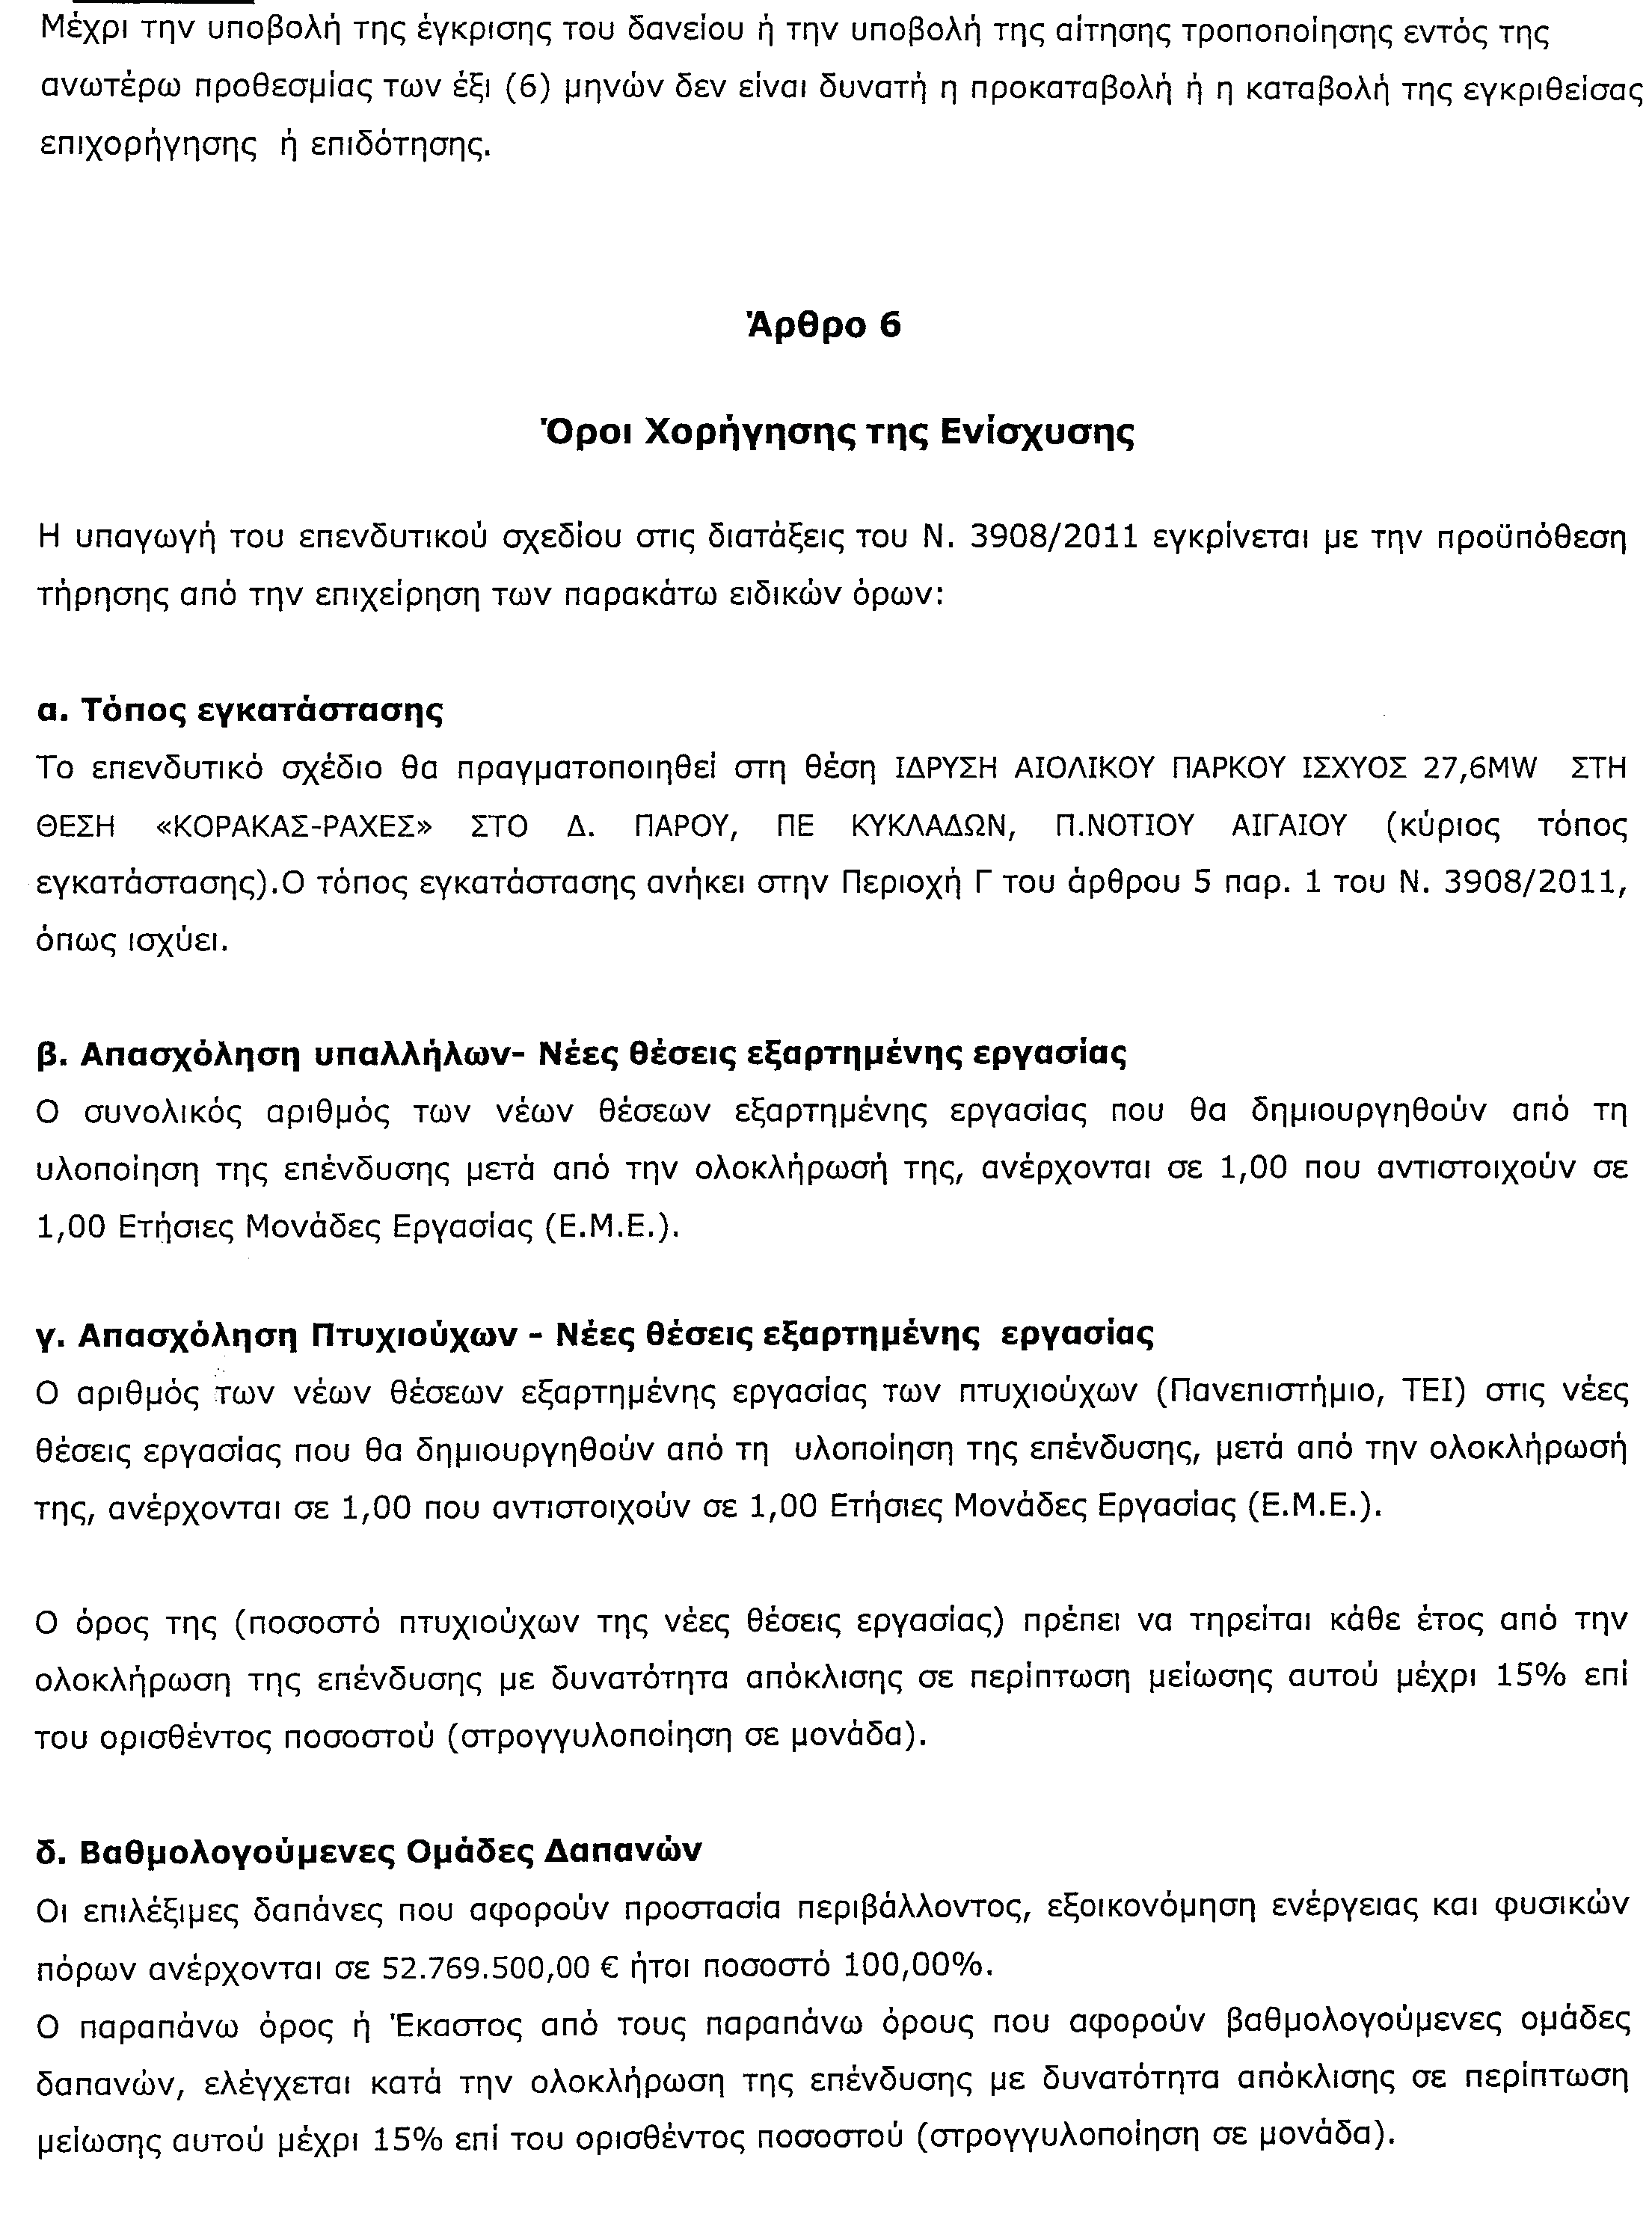 Μέχρι την υποβολή της έγκρισης του δανείου ή την υποβολή της αίτησης τροποποίησης εντός της
ανωτέρω προθεσμίας των έξι (6) μηνών δεν είναι δυνατή η προκαταβολή ή η καταβολή της εγκριθείσας
επιχορήγησης ή επιδότησης.
Άρθρο 6
Όροι Χορήγησης της Ενίσχυσης
Η υπαγωγή του επενδυτικού σχεδίου στις διατάξεις του Ν. 3908/2011 εγκρίνεται με την προϋπόθεση
τήρησης από την επιχείρηση των παρακάτω ειδικών όρων:
α. Τόπος εγκατάστασης
Το επενδυτικό σχέδιο θα πραγματοποιηθεί στη θέση ΙΔΡΥΣΗ ΑΙΟΛΙΚΟΥ ΠΑΡΚΟΥ ΙΣΧΥΟΣ 27,6MW ΣΤΗ
ΘΕΣΗ «ΚΟΡΑΚΑΣ-ΡΑΧΕΣ» ΣΤΟ Δ. ΠΑΡΟΥ, ΠΕ ΚΥΚΛΑΔΩΝ, Π.ΝΟΤΙΟΥ ΑΙΓΑΙΟΥ (κύριος τόπος
εγκατάστασης).Ο τόπος εγκατάστασης ανήκει στην Περιοχή Γ του άρθρου 5 παρ. 1 του Ν. 3908/2011,
όπως ισχύει.
β. Απασχόληση υπαλλήλων- Νέες θέσεις εξαρτημένης εργασίας
Ο συνολικός αριθμός των νέων θέσεων εξαρτημένης εργασίας που θα δημιουργηθούν από τη
υλοποίηση της επένδυσης μετά από την ολοκλήρωσή της, ανέρχονται σε 1,00 που αντιστοιχούν σε
1,00 Ετήσιες Μονάδες Εργασίας (Ε.Μ.Ε.).
γ. Απασχόληση Πτυχιούχων - Νέες θέσεις εξαρτημένης εργασίας
Ο αριθμός των νέων θέσεων εξαρτημένης εργασίας των πτυχιούχων (Πανεπιστήμιο, ΤΕΙ) στις νέες
θέσεις εργασίας που θα δημιουργηθούν από τη υλοποίηση της επένδυσης, μετά από την ολοκλήρωσή
της, ανέρχονται σε 1,00 που αντιστοιχούν σε 1,00 Ετήσιες Μονάδες Εργασίας (Ε.Μ.Ε.).
Ο όρος της (ποσοστό πτυχιούχων της νέες θέσεις εργασίας) πρέπει να τηρείται κάθε έτος από την
ολοκλήρωση της επένδυσης με δυνατότητα απόκλισης σε περίπτωση μείωσης αυτού μέχρι 15% επί
του ορισθέντος ποσοστού (στρογγυλοποίηση σε μονάδα).
δ. Βαθμολογούμενες Ομάδες Δαπανών
Οι επιλέξιμες δαπάνες που αφορούν προστασία περιβάλλοντος, εξοικονόμηση ενέργειας και φυσικών
πόρων ανέρχονται σε 52.769.500,00 € ήτοι ποσοστό 100,00%.
Ο παραπάνω όρος ή Έκαστος από τους παραπάνω όρους που αφορούν βαθμολογούμενες ομάδες
δαπανών, ελέγχεται κατά την ολοκλήρωση της επένδυσης με δυνατότητα απόκλισης σε περίπτωση
μείωσης αυτού μέχρι 15% επί του ορισθέντος ποσοστού (στρογγυλοποίηση σε μονάδα).